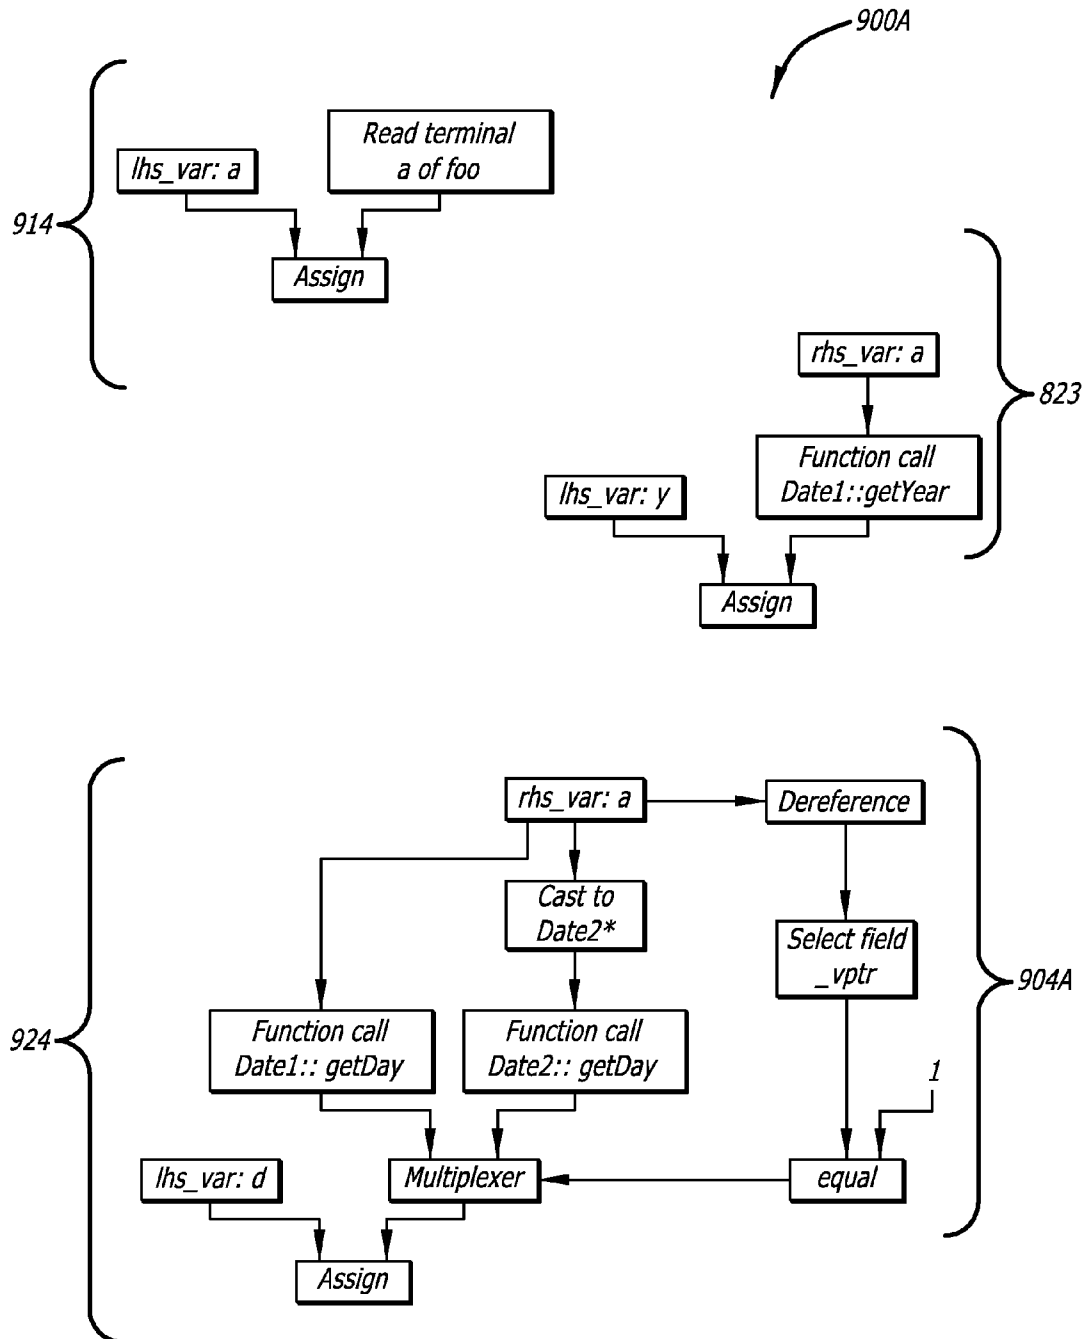 900A
lhs_var: a
Read terminal
a of foo
914
Assign
rhs_var: a
823
Function call
Date1::getYear
lhs_var: y
Assign
rhs_var: a
Dereference
Cast to
Date2*
Select field
_vptr
904A
924
Function call
Date1:: getDay
Function call
Date2:: getDay
1
lhs_var: d
Multiplexer
equal
Assign